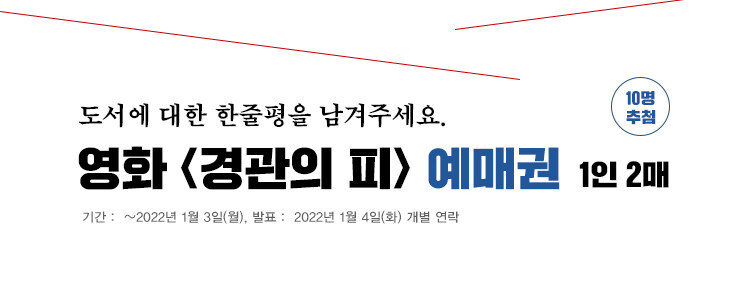 10명
추첨
도서에 대한 한줄평을 남겨주세요.
영화 <경관의 피> 예매권 1인 2매
기간 : ~2022년 1월 3일(월), 발표 : 2022년 1월 4일(화) 개별 연락